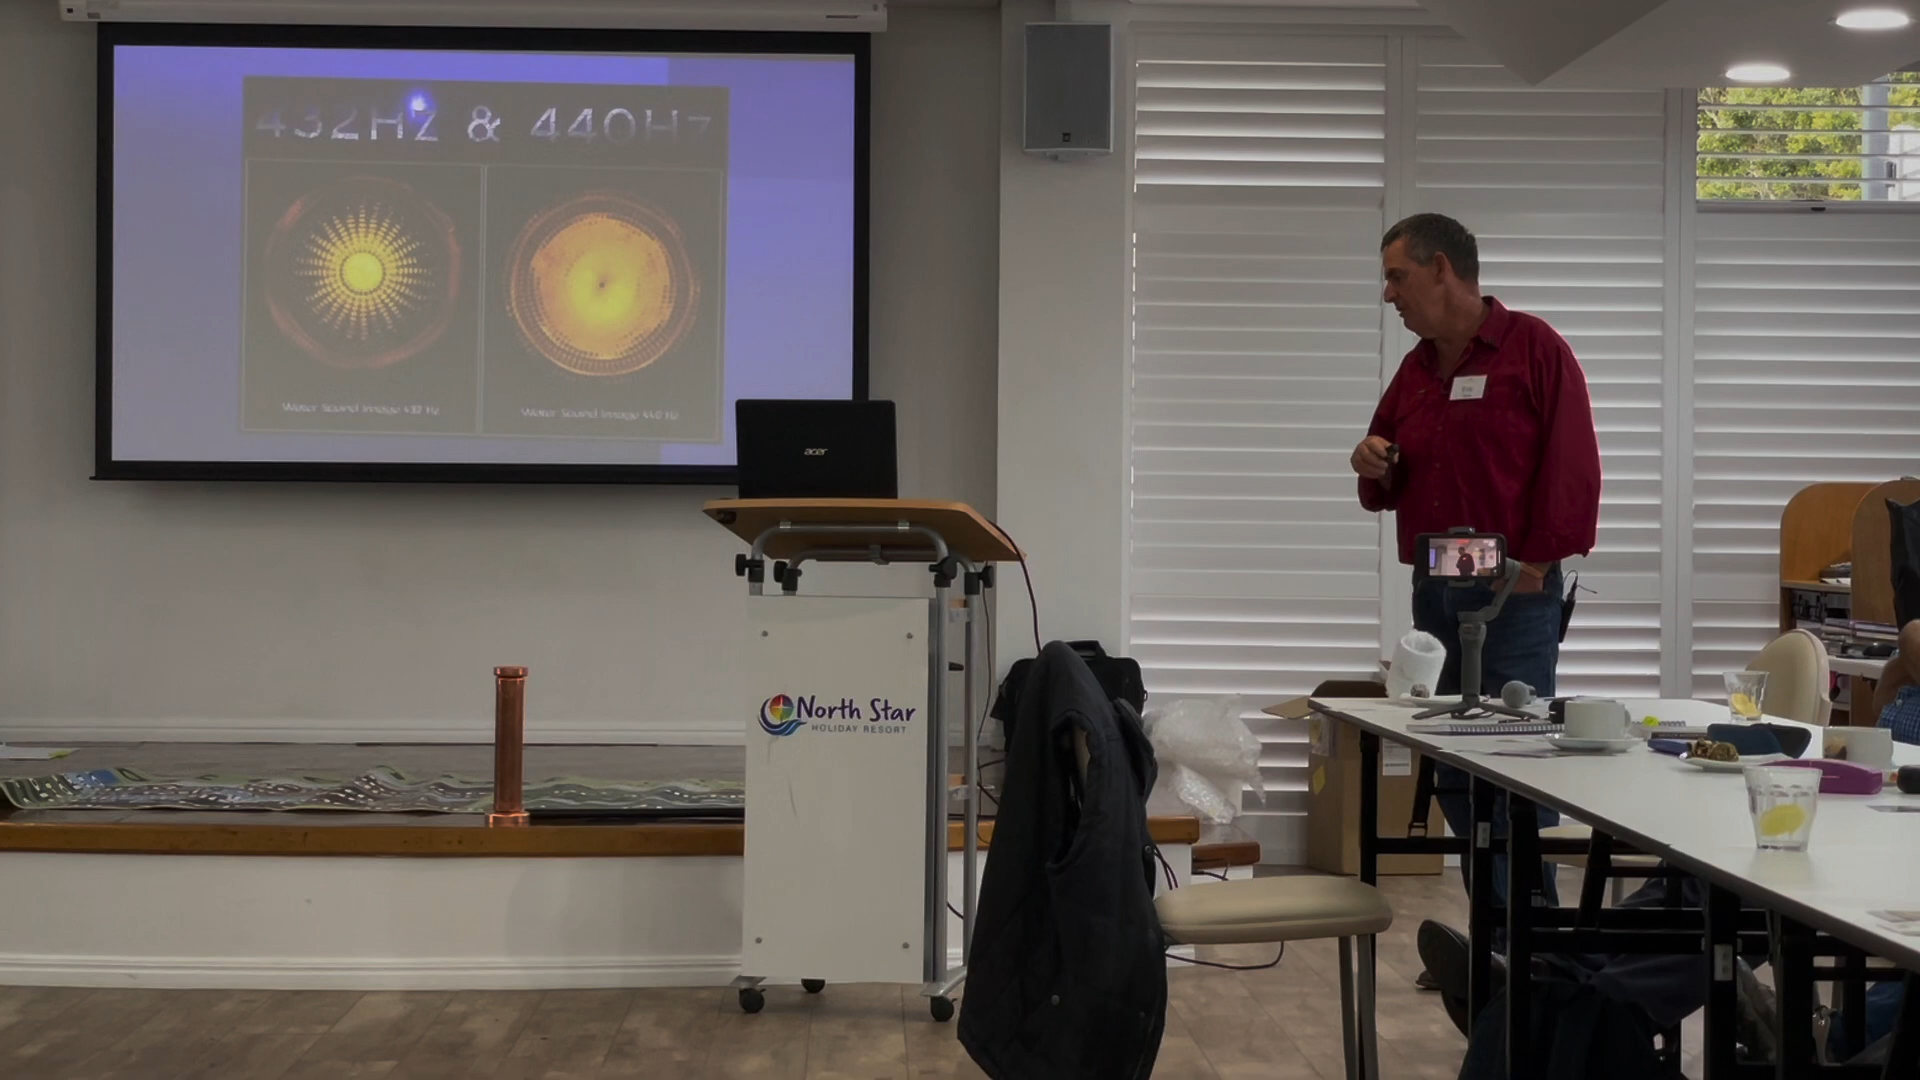 432Hz & 440Hz
Water Sound Image 432 Hz
Water Sound Image 440 Hz
acer
North Star
HOLIDAY RESORT